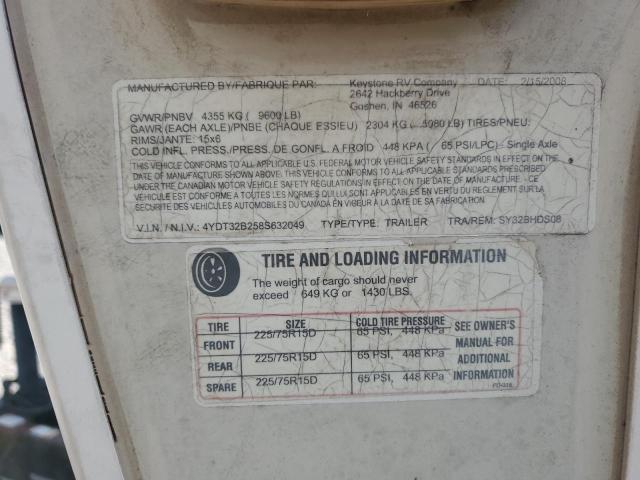 MANUFACTURED BY/FABRIQUE PAR: Keystone RV Company DATE: 2/15/2008
2642 Hackberry Drive
Goshen, IN 46526
GVWR/PNBV 4355 KG ( 9600 LB)
GAWR (EACH AXLE)/PNBE (CHAQUE ESSIEU) 2304 KG ( 5080 LB) TIRES/PNEU:
RIMS/JANTE: 15x6
COLD INFL. PRESS./PRESS. DE GONFL. A FROID 448 KPA ( 65 PSI/LPC) Single Axle
THIS VEHICLE CONFORMS TO ALL APPLICABLE U.S. FEDERAL MOTOR VEHICLE SAFETY STANDARDS IN EFFECT ON THE
DATE OF MANUFACTURE SHOWN ABOVE. THIS VEHICLE CONFORMS TO ALL APPLICABLE STANDARDS PRESCRIBED
UNDER THE CANADIAN MOTOR VEHICLE SAFETY REGULATIONS IN EFFECT ON THE DATE OF MANUFACTURE - CE
VEHICULE EST CONFORME A TOUTES LES NORMES QUI LUI SONT APPLICABLES EN VERTU DU REGLEMENT SUR LA
SECURITE DES VEHICULES AUTOMOBILES DU CANADA EN VIGUEUR A LA DATE DE SA FABRICATION
V.I.N. / N.I.V.: 4YDT32B258S632049 TYPE/TYPE: TRAILER TRA/REM: SY32BHDS08
TIRE AND LOADING INFORMATION
The weight of cargo should never
exceed 649 KG or 1430 LBS.
TIRE SIZE COLD TIRE PRESSURE SEE OWNER'S
FRONT 225/75R15D 65 PSI, 448 KPa MANUAL FOR
REAR 225/75R15D 65 PSI, 448 KPa ADDITIONAL
SPARE 225/75R15D 65 PSI, 448 KPa INFORMATION